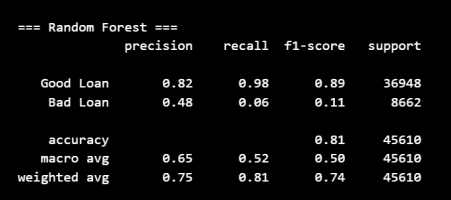 === Random Forest ===
precision recall f1-score support
Good Loan 0.82 0.98 0.89 36948
Bad Loan 0.48 0.06 0.11 8662
accuracy 0.81 45610
macro avg 0.65 0.52 0.50 45610
weighted avg 0.75 0.81 0.74 45610